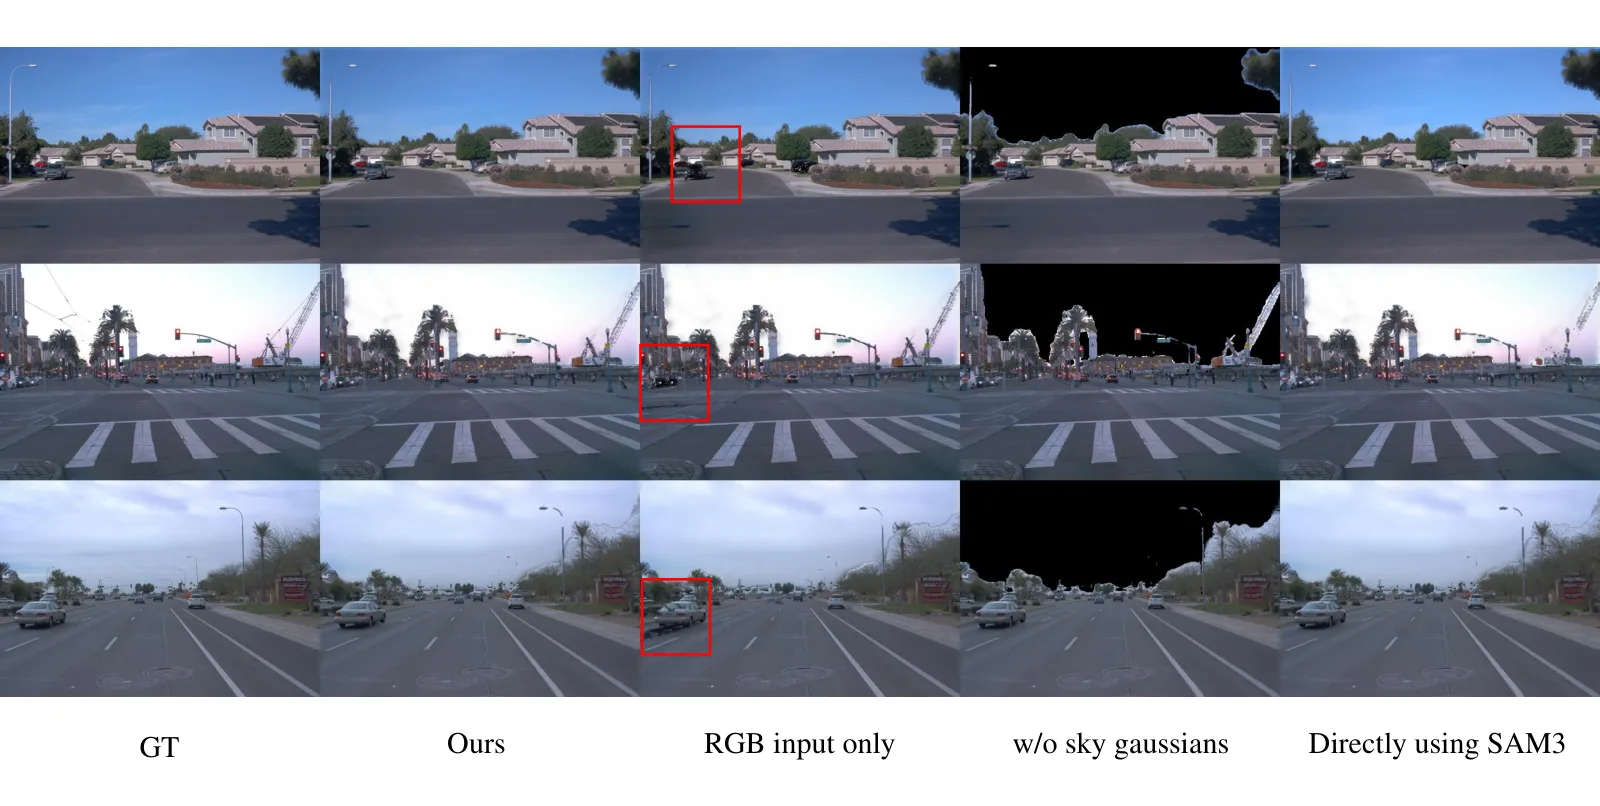 GT
Ours
RGB input only
w/o sky gaussians
Directly using SAM3